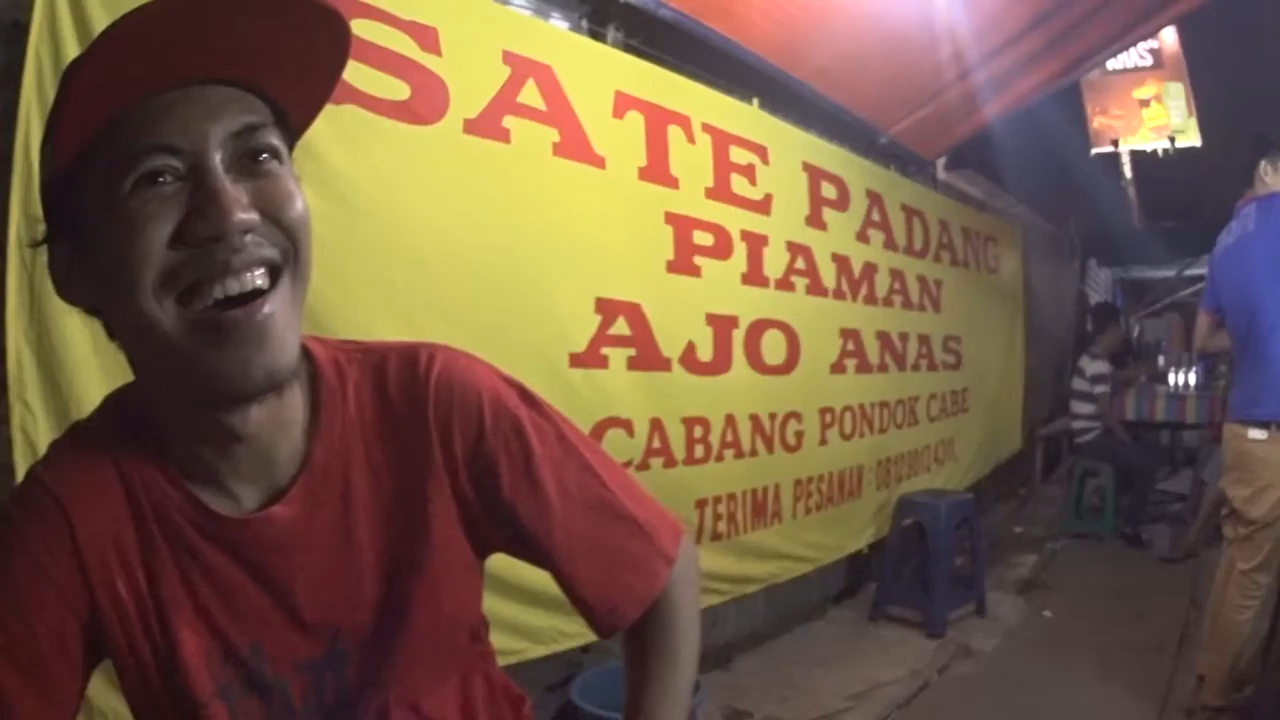 SATE PADANG
PIAMAN
AJO ANAS
CABANG PONDOK CABE
TERIMA PESANAN :